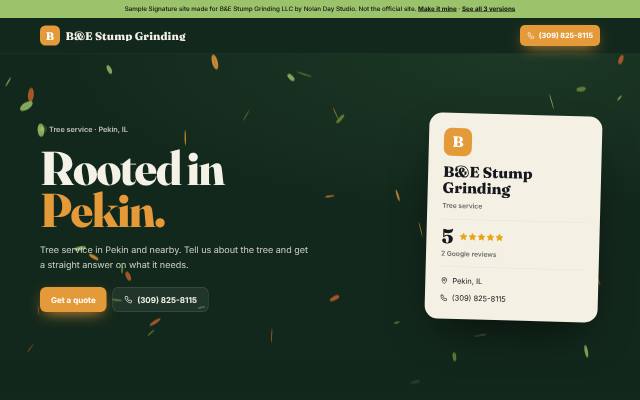 Sample Signature site made for B&E Stump Grinding LLC by Nolan Day Studio. Not the official site. Make it mine · See all 3 versions
B B&E Stump Grinding
(309) 825-8115
Tree service · Pekin, IL
Rooted in
Pekin.
Tree service in Pekin and nearby. Tell us about the tree and get
a straight answer on what it needs.
Get a quote
(309) 825-8115
B
B&E Stump
Grinding
Tree service
5 ★★★★★
2 Google reviews
Pekin, IL
(309) 825-8115